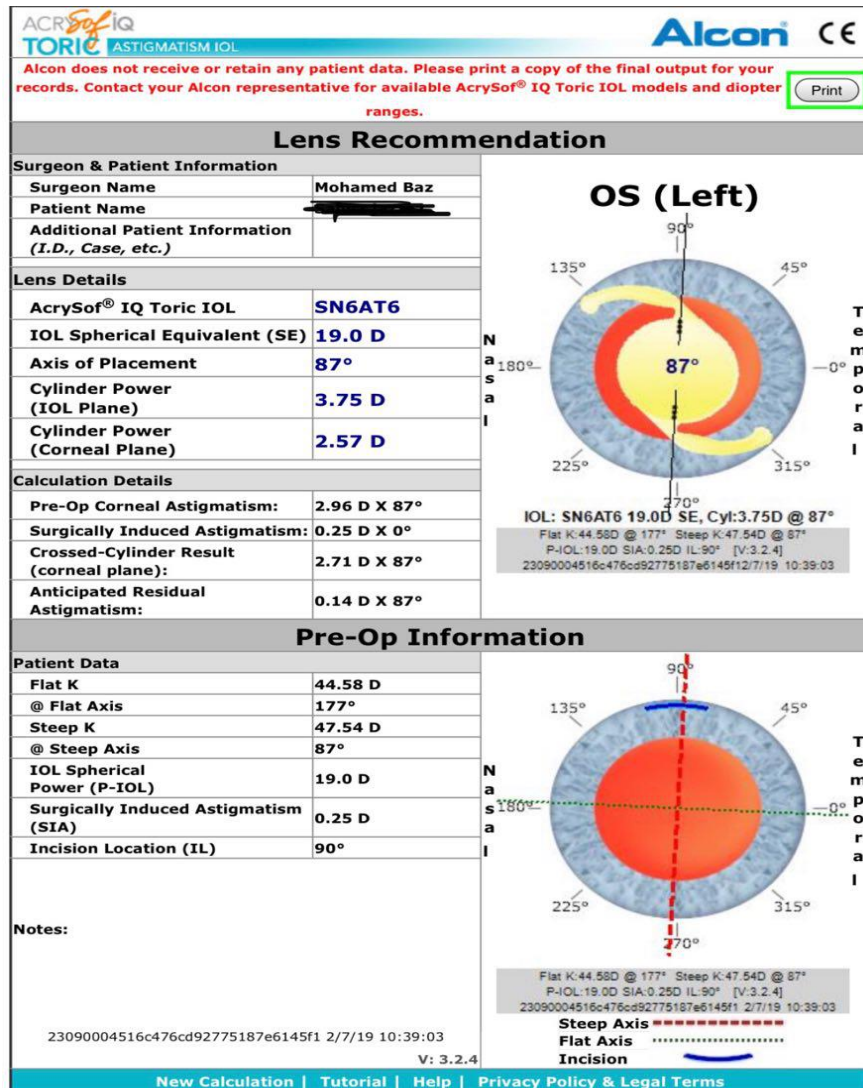 ACRYSof iQ
TORIC ASTIGMATISM IOL
Alcon CE
Alcon does not receive or retain any patient data. Please print a copy of the final output for your
records. Contact your Alcon representative for available AcrySof® IQ Toric IOL models and diopter
ranges.
Print
Lens Recommendation
Surgeon & Patient Information
Surgeon Name Mohamed Baz
Patient Name
Additional Patient Information
(I.D., Case, etc.)
Lens Details
AcrySof® IQ Toric IOL SN6AT6
IOL Spherical Equivalent (SE) 19.0 D
Axis of Placement 87°
Cylinder Power
(IOL Plane) 3.75 D
Cylinder Power
(Corneal Plane) 2.57 D
Calculation Details
Pre-Op Corneal Astigmatism: 2.96 D X 87°
Surgically Induced Astigmatism: 0.25 D X 0°
Crossed-Cylinder Result
(corneal plane): 2.71 D X 87°
Anticipated Residual
Astigmatism: 0.14 D X 87°
OS (Left)
90°
135° 45°
Nasal 180° 87° 0° Temporal
225° 315°
270°
IOL: SN6AT6 19.0D SE, Cyl:3.75D @ 87°
Flat K:44.58D @ 177° Steep K:47.54D @ 87°
P-IOL:19.0D SIA:0.25D IL:90° [V:3.2.4]
23090004516c476cd92775187e6145f12/7/19 10:39:03
Pre-Op Information
Patient Data
Flat K 44.58 D
@ Flat Axis 177°
Steep K 47.54 D
@ Steep Axis 87°
IOL Spherical
Power (P-IOL) 19.0 D
Surgically Induced Astigmatism
(SIA) 0.25 D
Incision Location (IL) 90°
Notes:
23090004516c476cd92775187e6145f1 2/7/19 10:39:03
V: 3.2.4
90°
135° 45°
Nasal 180° 0° Temporal
225° 315°
270°
Flat K:44.58D @ 177° Steep K:47.54D @ 87°
P-IOL:19.0D SIA:0.25D IL:90° [V:3.2.4]
23090004516c476cd92775187e6145f1 2/7/19 10:39:03
Steep Axis
Flat Axis
Incision
New Calculation | Tutorial | Help | Privacy Policy & Legal Terms